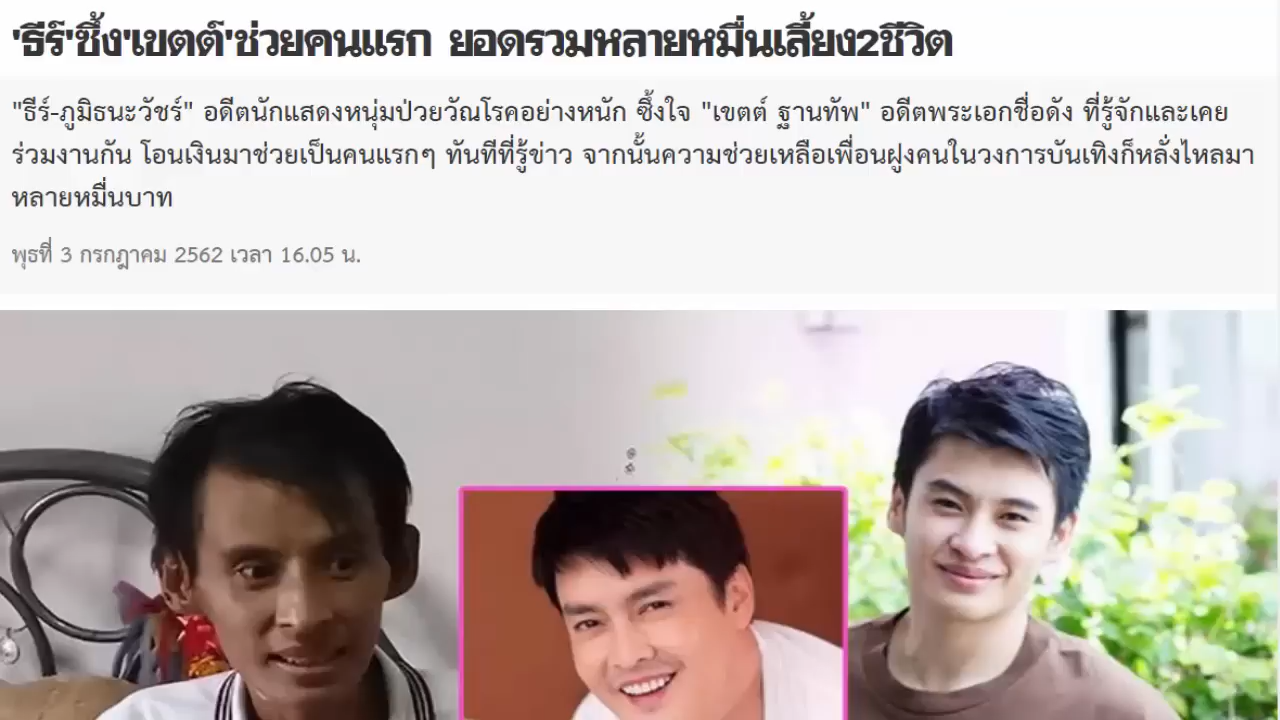 'ธีร์'ซึ้ง'เขตต์'ช่วยคนแรก ยอดรวมหลายหมื่นเลี้ยง2ชีวิต
"ธีร์-ภูมิธนะวัชร์" อดีตนักแสดงหนุ่มป่วยวัณโรคอย่างหนัก ซึ้งใจ "เขตต์ ฐานทัพ" อดีตพระเอกชื่อดัง ที่รู้จักและเคย
ร่วมงานกัน โอนเงินมาช่วยเป็นคนแรกๆ ทันทีที่รู้ข่าว จากนั้นความช่วยเหลือเพื่อนฝูงคนในวงการบันเทิงก็หลั่งไหลมา
หลายหมื่นบาท
พุธที่ 3 กรกฎาคม 2562 เวลา 16.05 น.